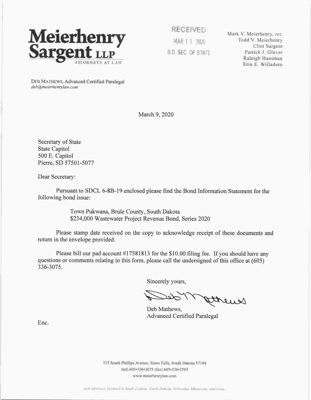 Meierhenry
Sargent LLP
ATTORNEYS AT LAW
RECEIVED
MAR 11 2020
S.D. SEC OF STATE
Mark V. Meierhenry,
Todd V. Meierhenry
Clint Sargent
Patrick J. Glover
Raleigh Hansman
Erin E. Willadsen
DEB MATHEWS, Advanced Certified Paralegal
deb@meierhenrylaw.com
March 9, 2020
Secretary of State
State Capitol
500 E. Capitol
Pierre, SD 57501-5077
Dear Secretary:
Pursuant to SDCL 6-8B-19 enclosed please find the Bond Information Statement for the
following bond issue:
Town Pukwana, Brule County, South Dakota
$234,000 Wastewater Project Revenue Bond, Series 2020
Please stamp date received on the copy to acknowledge receipt of these documents and
return in the envelope provided.
Please bill our pad account #17581813 for the $10.00 filing fee. If you should have any
questions or comments relating to this form, please call the undersigned of this office at (605)
336-3075.
Sincerely yours,
Deb Mathews
Deb Mathews,
Advanced Certified Paralegal
Enc.
315 South Phillips Avenue, Sioux Falls, South Dakota 57104
(tel) 605•336•3075 (fax) 605•336•2593
www.meierhenrylaw.com